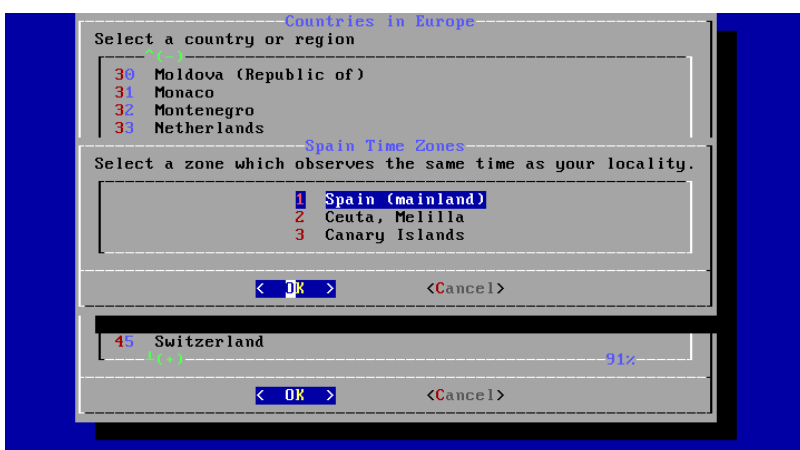 Countries in Europe
Select a country or region
^(-)
30 Moldova (Republic of)
31 Monaco
32 Montenegro
33 Netherlands
Spain Time Zones
Select a zone which observes the same time as your locality.
1 Spain (mainland)
2 Ceuta, Melilla
3 Canary Islands
< OK > <Cancel>
45 Switzerland
(+) 91%
< OK > <Cancel>